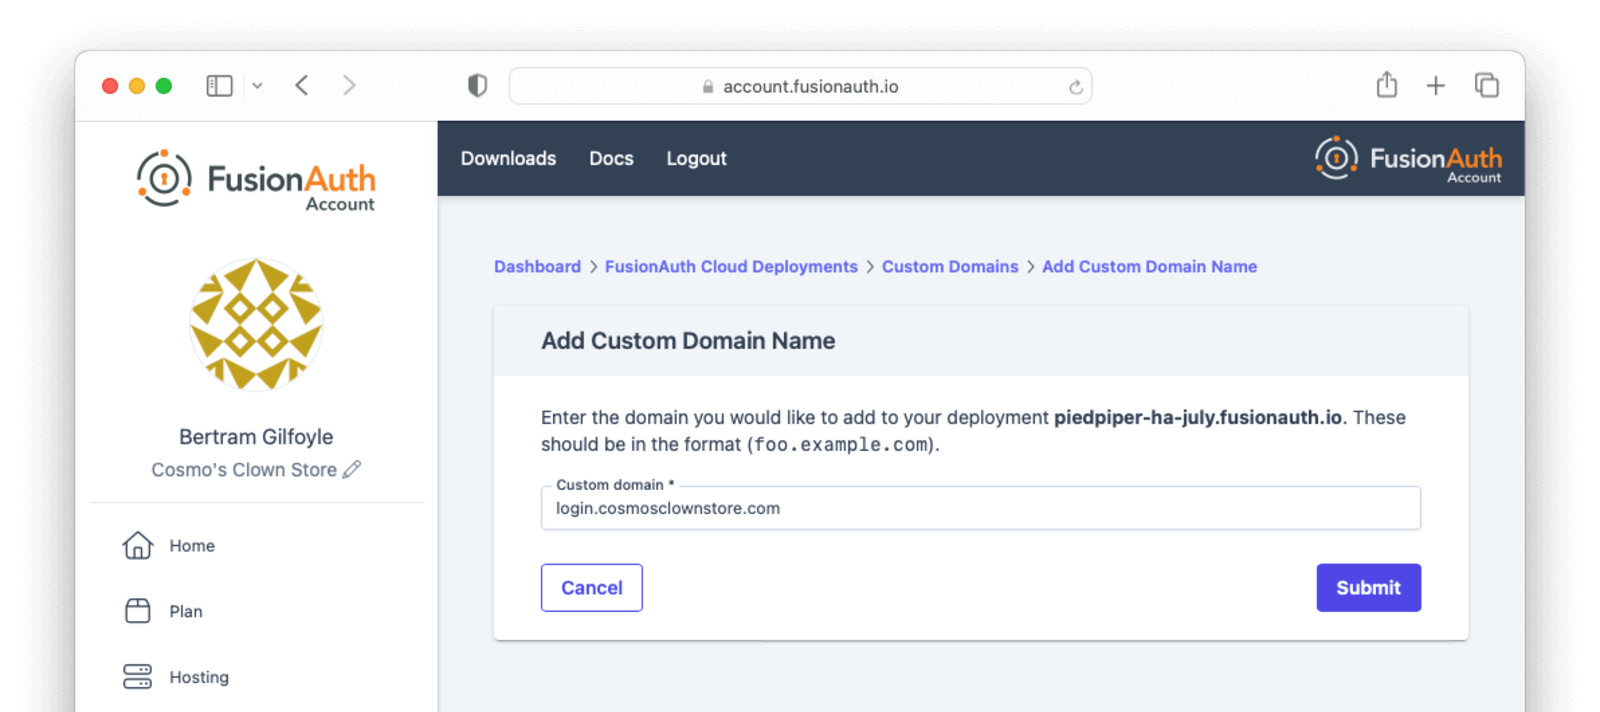 account.fusionauth.io
FusionAuth
Account
Bertram Gilfoyle
Cosmo's Clown Store
Home
Plan
Hosting
Downloads Docs Logout
FusionAuth
Account
Dashboard > FusionAuth Cloud Deployments > Custom Domains > Add Custom Domain Name
Add Custom Domain Name
Enter the domain you would like to add to your deployment piedpiper-ha-july.fusionauth.io. These
should be in the format (foo.example.com).
Custom domain *
login.cosmosclownstore.com
Cancel Submit